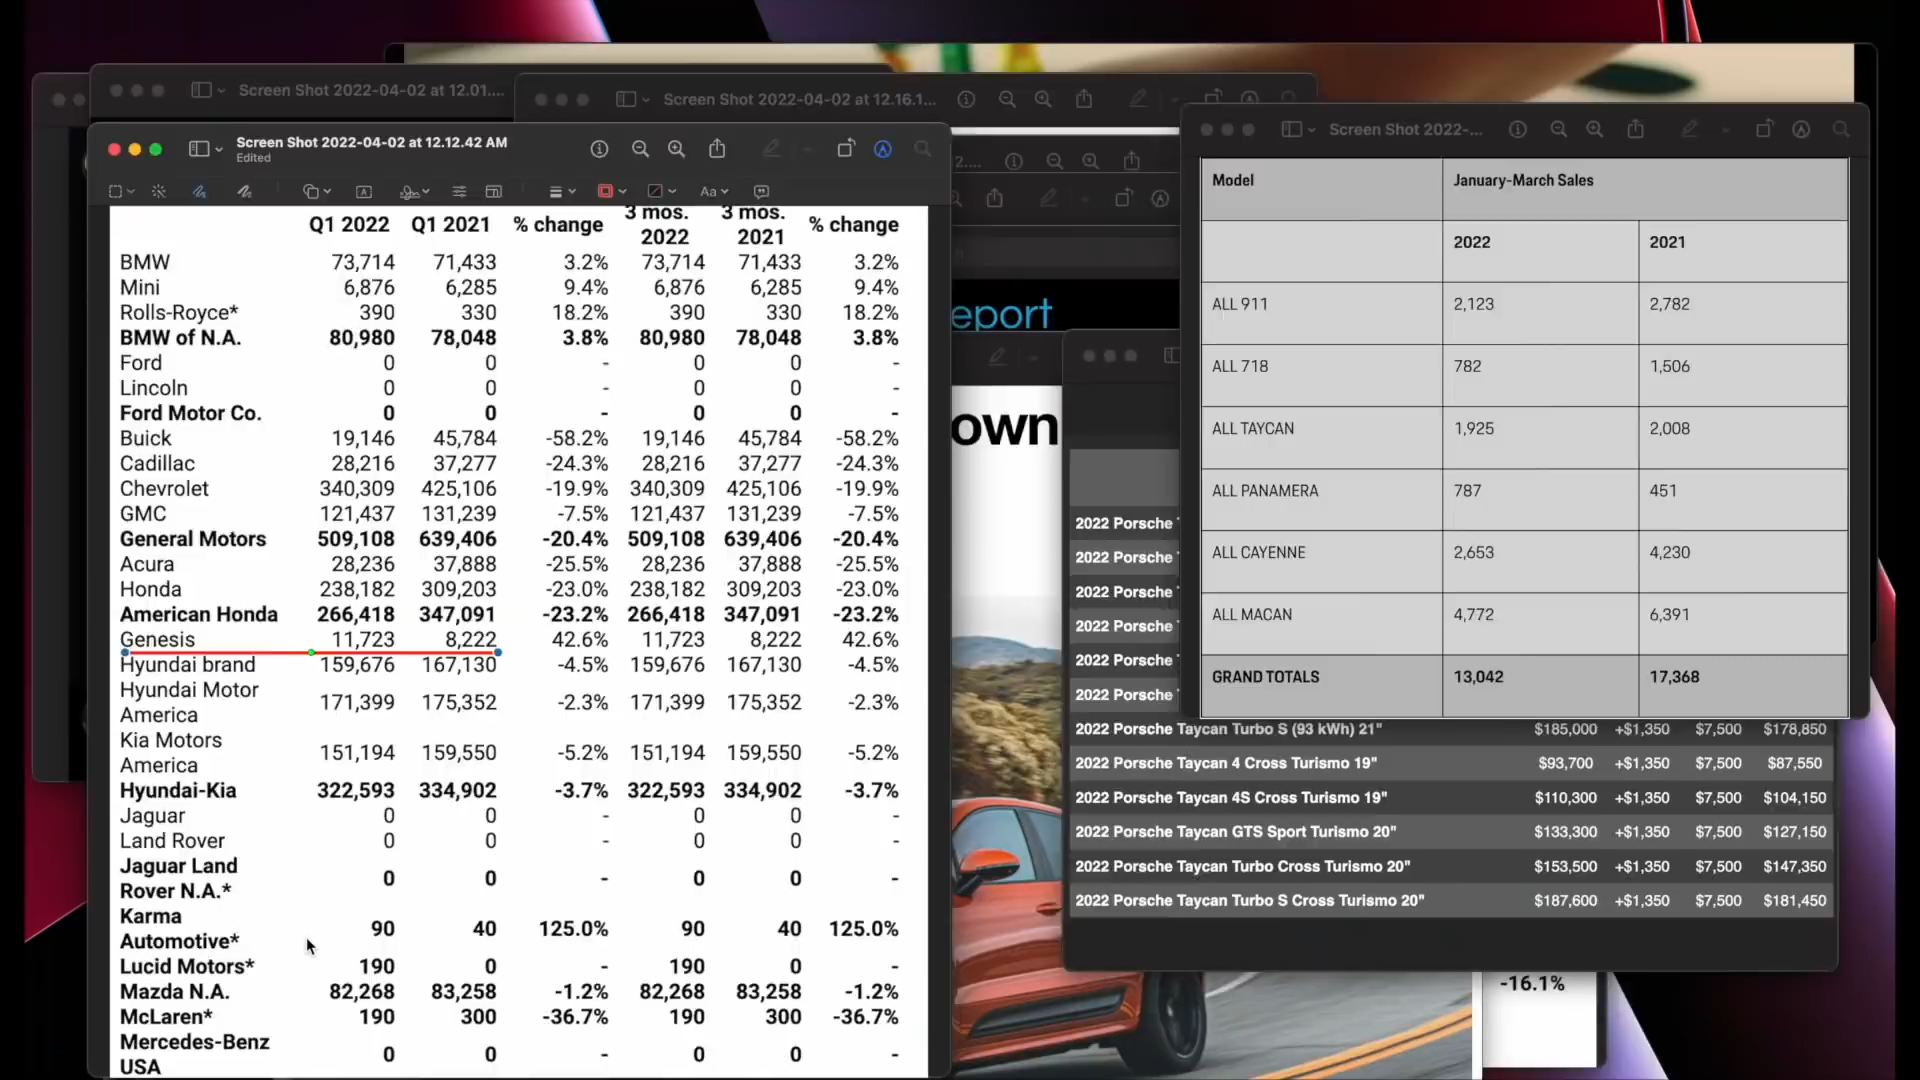 Screen Shot 2022-04-02 at 12.01....
Screen Shot 2022-04-02 at 12.16.1...
Screen Shot 2022-04-02 at 12.12.42 AM
Edited
Aa
Q1 2022 Q1 2021 % change 3 mos. 2022 3 mos. 2021 % change
BMW 73,714 71,433 3.2% 73,714 71,433 3.2%
Mini 6,876 6,285 9.4% 6,876 6,285 9.4%
Rolls-Royce* 390 330 18.2% 390 330 18.2%
BMW of N.A. 80,980 78,048 3.8% 80,980 78,048 3.8%
Ford 0 0 - 0 0 -
Lincoln 0 0 - 0 0 -
Ford Motor Co. 0 0 - 0 0 -
Buick 19,146 45,784 -58.2% 19,146 45,784 -58.2%
Cadillac 28,216 37,277 -24.3% 28,216 37,277 -24.3%
Chevrolet 340,309 425,106 -19.9% 340,309 425,106 -19.9%
GMC 121,437 131,239 -7.5% 121,437 131,239 -7.5%
General Motors 509,108 639,406 -20.4% 509,108 639,406 -20.4%
Acura 28,236 37,888 -25.5% 28,236 37,888 -25.5%
Honda 238,182 309,203 -23.0% 238,182 309,203 -23.0%
American Honda 266,418 347,091 -23.2% 266,418 347,091 -23.2%
Genesis 11,723 8,222 42.6% 11,723 8,222 42.6%
Hyundai brand 159,676 167,130 -4.5% 159,676 167,130 -4.5%
Hyundai Motor
America 171,399 175,352 -2.3% 171,399 175,352 -2.3%
Kia Motors
America 151,194 159,550 -5.2% 151,194 159,550 -5.2%
Hyundai-Kia 322,593 334,902 -3.7% 322,593 334,902 -3.7%
Jaguar 0 0 - 0 0 -
Land Rover 0 0 - 0 0 -
Jaguar Land
Rover N.A.* 0 0 - 0 0 -
Karma
Automotive* 90 40 125.0% 90 40 125.0%
Lucid Motors* 190 0 - 190 0 -
Mazda N.A. 82,268 83,258 -1.2% 82,268 83,258 -1.2%
McLaren* 190 300 -36.7% 190 300 -36.7%
Mercedes-Benz
USA 0 0 - 0 0 -
2....
eport
own
Screen Shot 2022-...
Model January-March Sales
2022 2021
ALL 911 2,123 2,782
ALL 718 782 1,506
ALL TAYCAN 1,925 2,008
ALL PANAMERA 787 451
ALL CAYENNE 2,653 4,230
ALL MACAN 4,772 6,391
GRAND TOTALS 13,042 17,368
2022 Porsche
2022 Porsche
2022 Porsche
2022 Porsche
2022 Porsche
2022 Porsche
2022 Porsche Taycan Turbo S (93 kWh) 21" $185,000 +$1,350 $7,500 $178,850
2022 Porsche Taycan 4 Cross Turismo 19" $93,700 +$1,350 $7,500 $87,550
2022 Porsche Taycan 4S Cross Turismo 19" $110,300 +$1,350 $7,500 $104,150
2022 Porsche Taycan GTS Sport Turismo 20" $133,300 +$1,350 $7,500 $127,150
2022 Porsche Taycan Turbo Cross Turismo 20" $153,500 +$1,350 $7,500 $147,350
2022 Porsche Taycan Turbo S Cross Turismo 20" $187,600 +$1,350 $7,500 $181,450
-16.1%